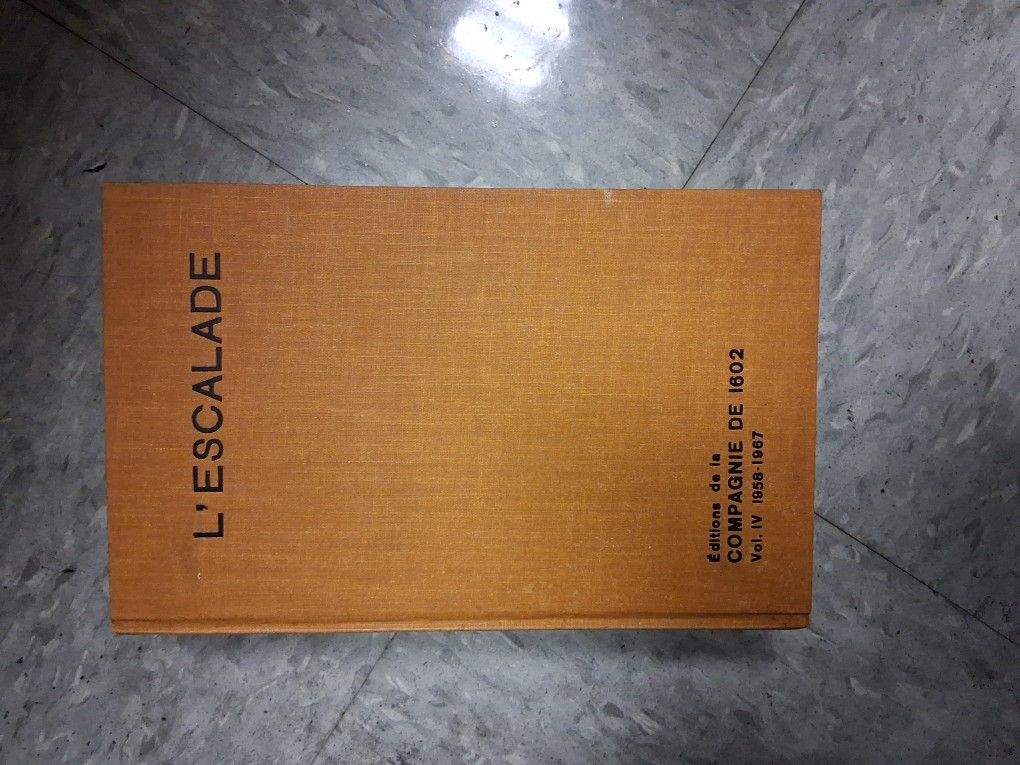 L'ESCALADE
Éditions de la
COMPAGNIE DE 1602
Vol. IV 1958-1967